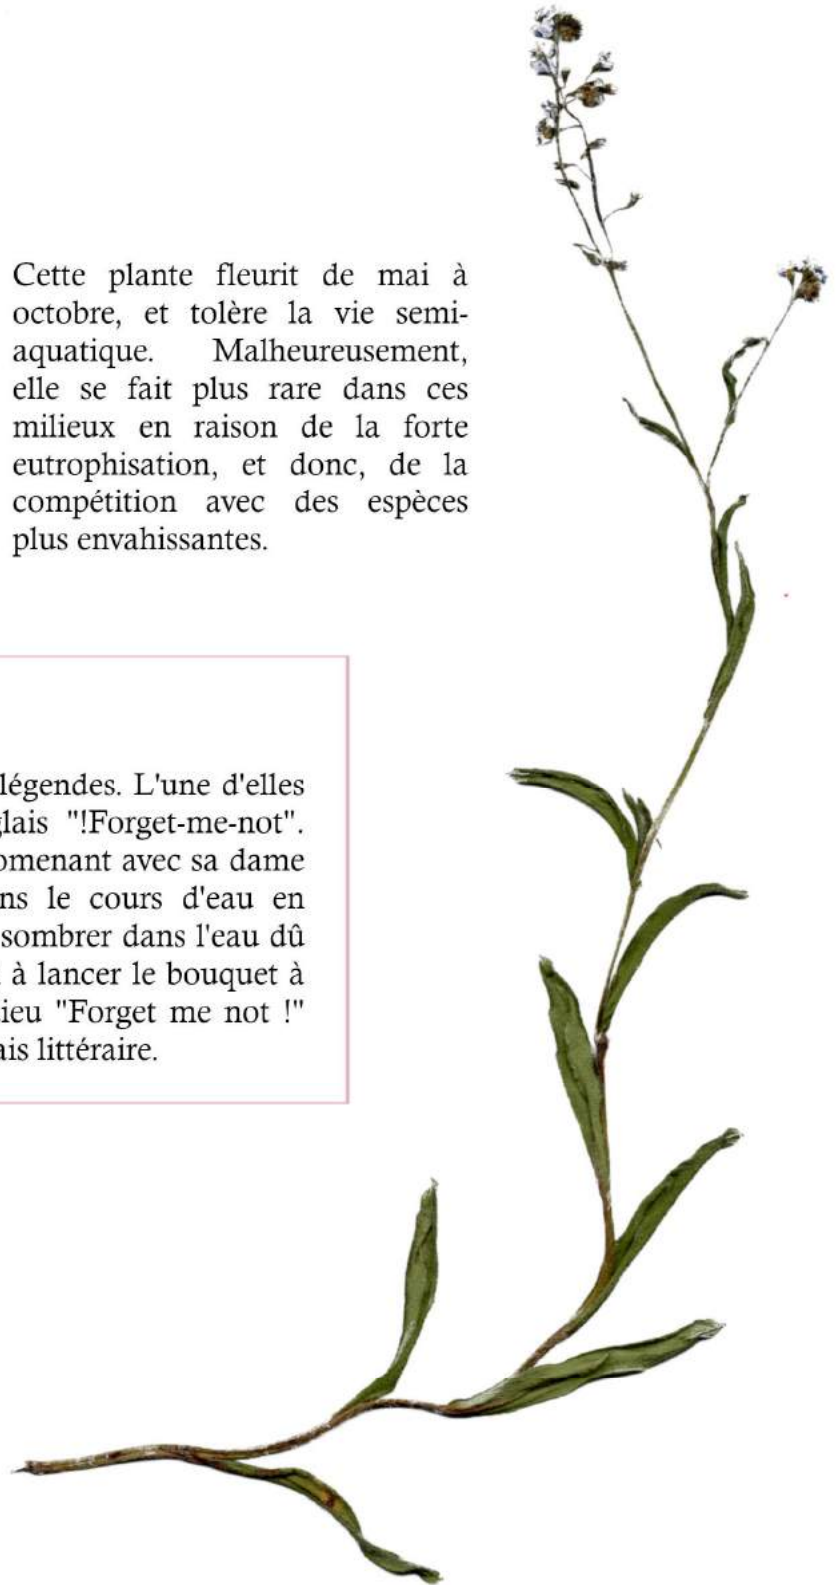 Cette plante fleurit de mai à
octobre, et tolère la vie semi-
aquatique. Malheureusement,
elle se fait plus rare dans ces
milieux en raison de la forte
eutrophisation, et donc, de la
compétition avec des espèces
plus envahissantes.
légendes. L'une d'elles
glais "!Forget-me-not".
omenant avec sa dame
ns le cours d'eau en
sombrer dans l'eau dû
à lancer le bouquet à
ieu "Forget me not !"
ais littéraire.